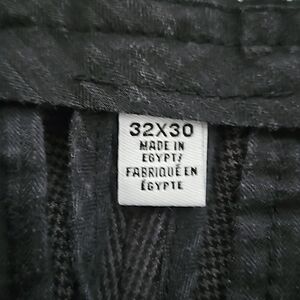 32X30
MADE IN
EGYPT/
FABRIQUÉ EN
ÉGYPTE